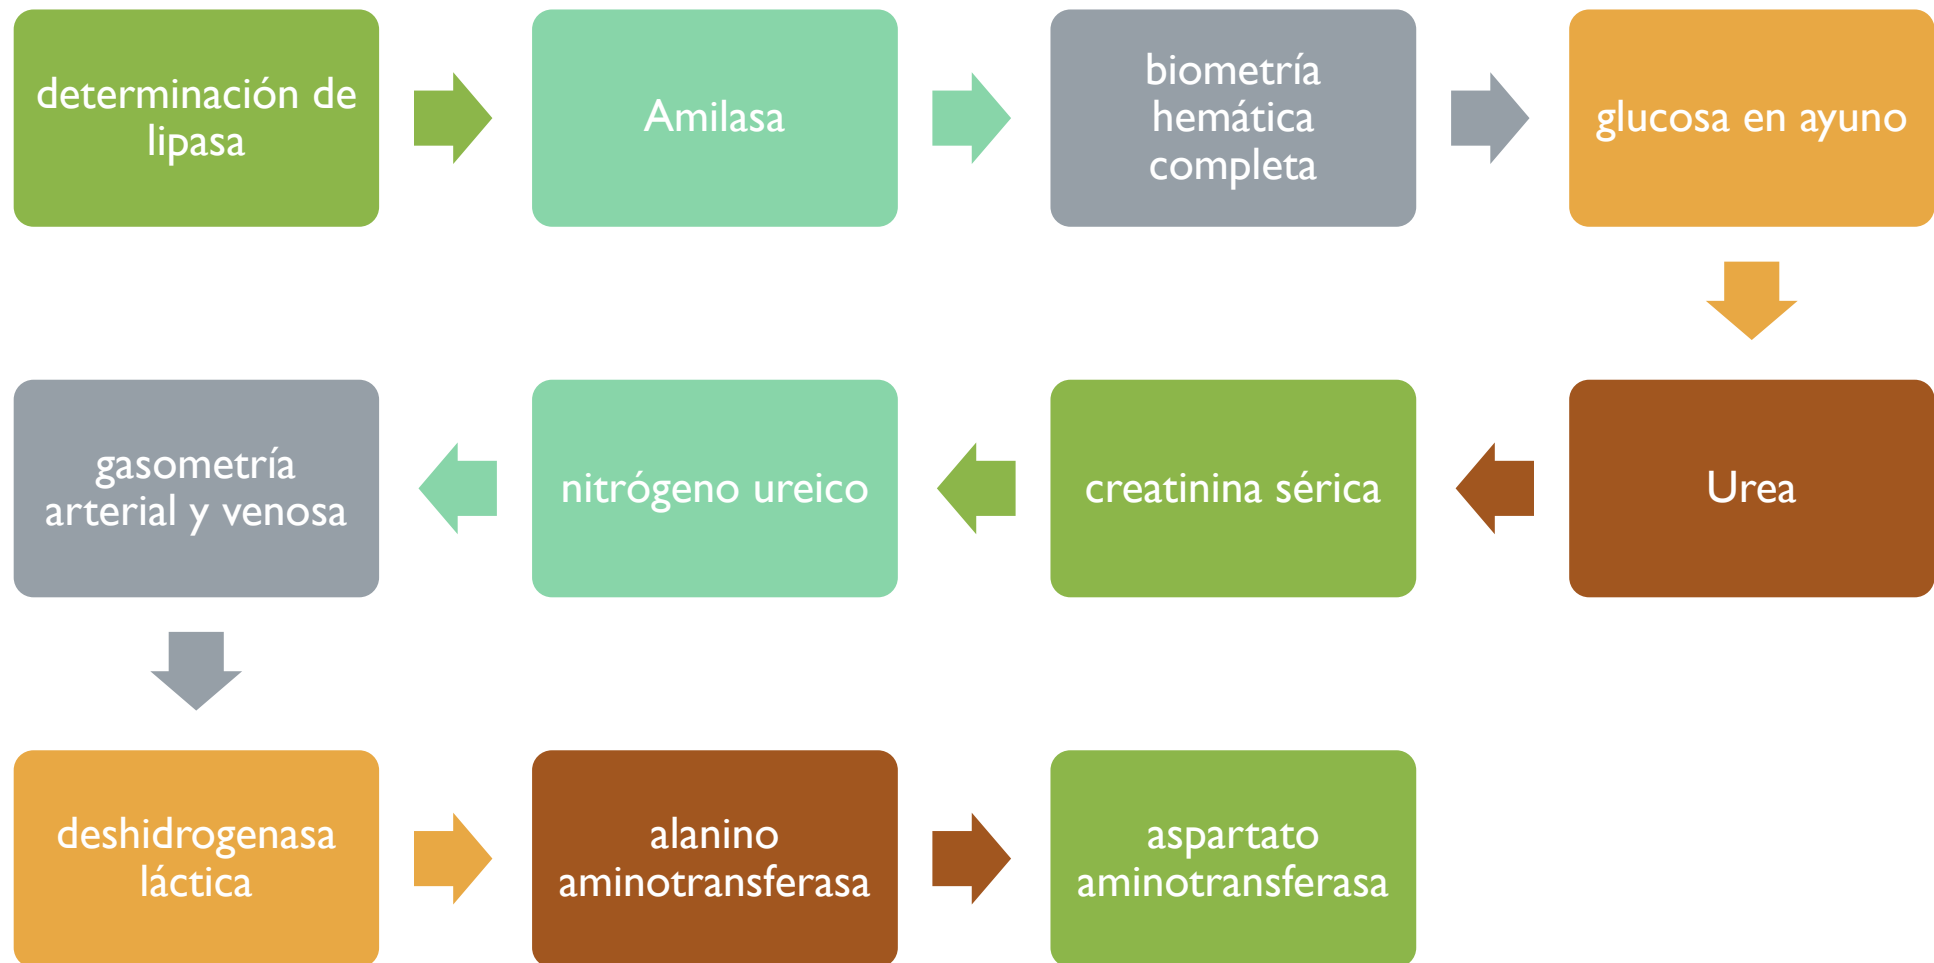 determinación de
lipasa
Amilasa
biometría
hemática
completa
glucosa en ayuno
Urea
creatinina sérica
nitrógeno ureico
gasometría
arterial y venosa
deshidrogenasa
láctica
alanino
aminotransferasa
aspartato
aminotransferasa